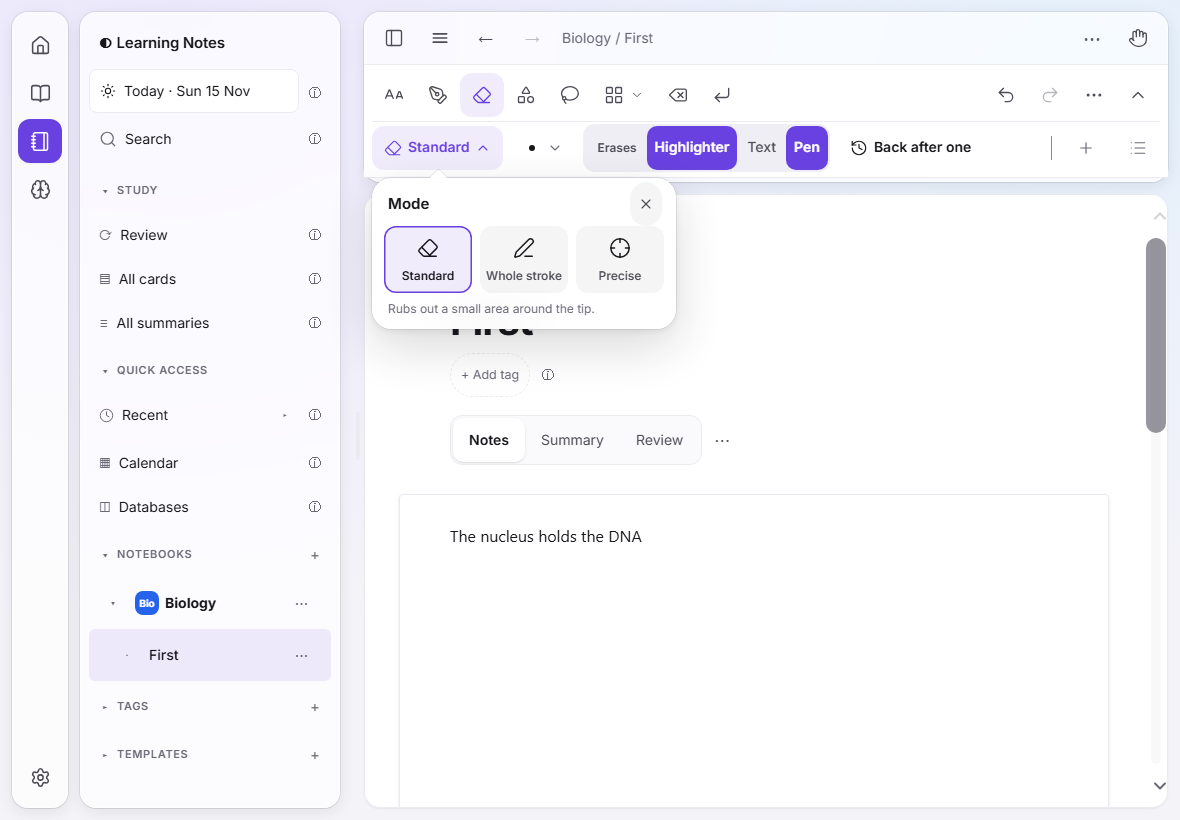 Learning Notes
Today · Sun 15 Nov
Search
STUDY
Review
All cards
All summaries
QUICK ACCESS
Recent
Calendar
Databases
NOTEBOOKS
Bio Biology
First
TAGS
TEMPLATES
Biology / First
AA
Standard
Erases Highlighter Text Pen
Back after one
Mode
Standard Whole stroke Precise
Rubs out a small area around the tip.
First
+ Add tag
Notes Summary Review
The nucleus holds the DNA